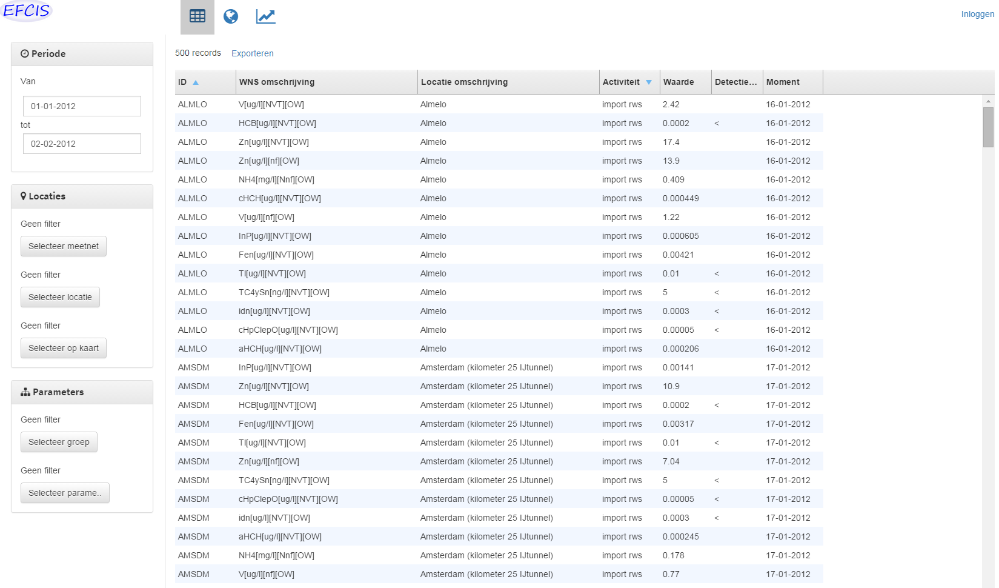 EFCIS
Inloggen
Periode
Van
01-01-2012
tot
02-02-2012
Locaties
Geen filter
Selecteer meetnet
Geen filter
Selecteer locatie
Geen filter
Selecteer op kaart
Parameters
Geen filter
Selecteer groep
Geen filter
Selecteer parame..
500 records Exporteren
ID WNS omschrijving Locatie omschrijving Activiteit Waarde Detectie... Moment
ALMLO V[ug/l][NVT][OW] Almelo import rws 2.42 16-01-2012
ALMLO HCB[ug/l][NVT][OW] Almelo import rws 0.0002 < 16-01-2012
ALMLO Zn[ug/l][NVT][OW] Almelo import rws 17.4 16-01-2012
ALMLO Zn[ug/l][nf][OW] Almelo import rws 13.9 16-01-2012
ALMLO NH4[mg/l][Nnf][OW] Almelo import rws 0.409 16-01-2012
ALMLO cHCH[ug/l][NVT][OW] Almelo import rws 0.000449 16-01-2012
ALMLO V[ug/l][nf][OW] Almelo import rws 1.22 16-01-2012
ALMLO InP[ug/l][NVT][OW] Almelo import rws 0.000605 16-01-2012
ALMLO Fen[ug/l][NVT][OW] Almelo import rws 0.00421 16-01-2012
ALMLO Tl[ug/l][NVT][OW] Almelo import rws 0.01 < 16-01-2012
ALMLO TC4ySn[ng/l][NVT][OW] Almelo import rws 5 < 16-01-2012
ALMLO idn[ug/l][NVT][OW] Almelo import rws 0.0003 < 16-01-2012
ALMLO cHpClepO[ug/l][NVT][OW] Almelo import rws 0.00005 < 16-01-2012
ALMLO aHCH[ug/l][NVT][OW] Almelo import rws 0.000206 16-01-2012
AMSDM InP[ug/l][NVT][OW] Amsterdam (kilometer 25 IJtunnel) import rws 0.00141 17-01-2012
AMSDM Zn[ug/l][NVT][OW] Amsterdam (kilometer 25 IJtunnel) import rws 10.9 17-01-2012
AMSDM HCB[ug/l][NVT][OW] Amsterdam (kilometer 25 IJtunnel) import rws 0.0002 < 17-01-2012
AMSDM Fen[ug/l][NVT][OW] Amsterdam (kilometer 25 IJtunnel) import rws 0.00317 17-01-2012
AMSDM Tl[ug/l][NVT][OW] Amsterdam (kilometer 25 IJtunnel) import rws 0.01 < 17-01-2012
AMSDM Zn[ug/l][nf][OW] Amsterdam (kilometer 25 IJtunnel) import rws 7.04 17-01-2012
AMSDM TC4ySn[ng/l][NVT][OW] Amsterdam (kilometer 25 IJtunnel) import rws 5 < 17-01-2012
AMSDM cHpClepO[ug/l][NVT][OW] Amsterdam (kilometer 25 IJtunnel) import rws 0.00005 < 17-01-2012
AMSDM idn[ug/l][NVT][OW] Amsterdam (kilometer 25 IJtunnel) import rws 0.0003 < 17-01-2012
AMSDM aHCH[ug/l][NVT][OW] Amsterdam (kilometer 25 IJtunnel) import rws 0.000245 17-01-2012
AMSDM NH4[mg/l][Nnf][OW] Amsterdam (kilometer 25 IJtunnel) import rws 0.178 17-01-2012
AMSDM V[ug/l][nf][OW] Amsterdam (kilometer 25 IJtunnel) import rws 0.77 17-01-2012